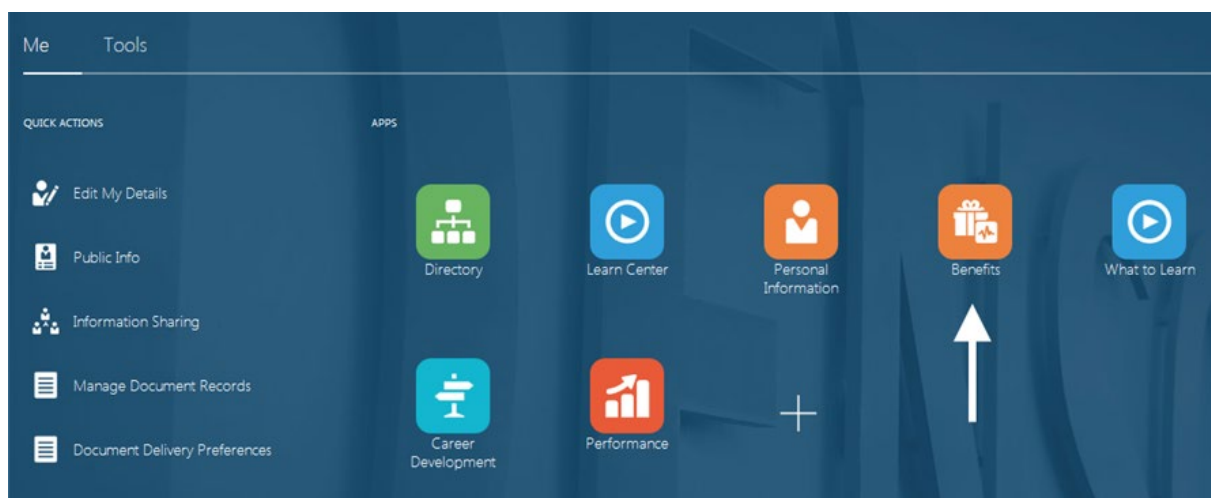 Me
Tools
QUICK ACTIONS
APPS
Edit My Details
Public Info
Information Sharing
Manage Document Records
Document Delivery Preferences
Directory
Learn Center
Personal
Information
Benefits
What to Learn
Career
Development
Performance